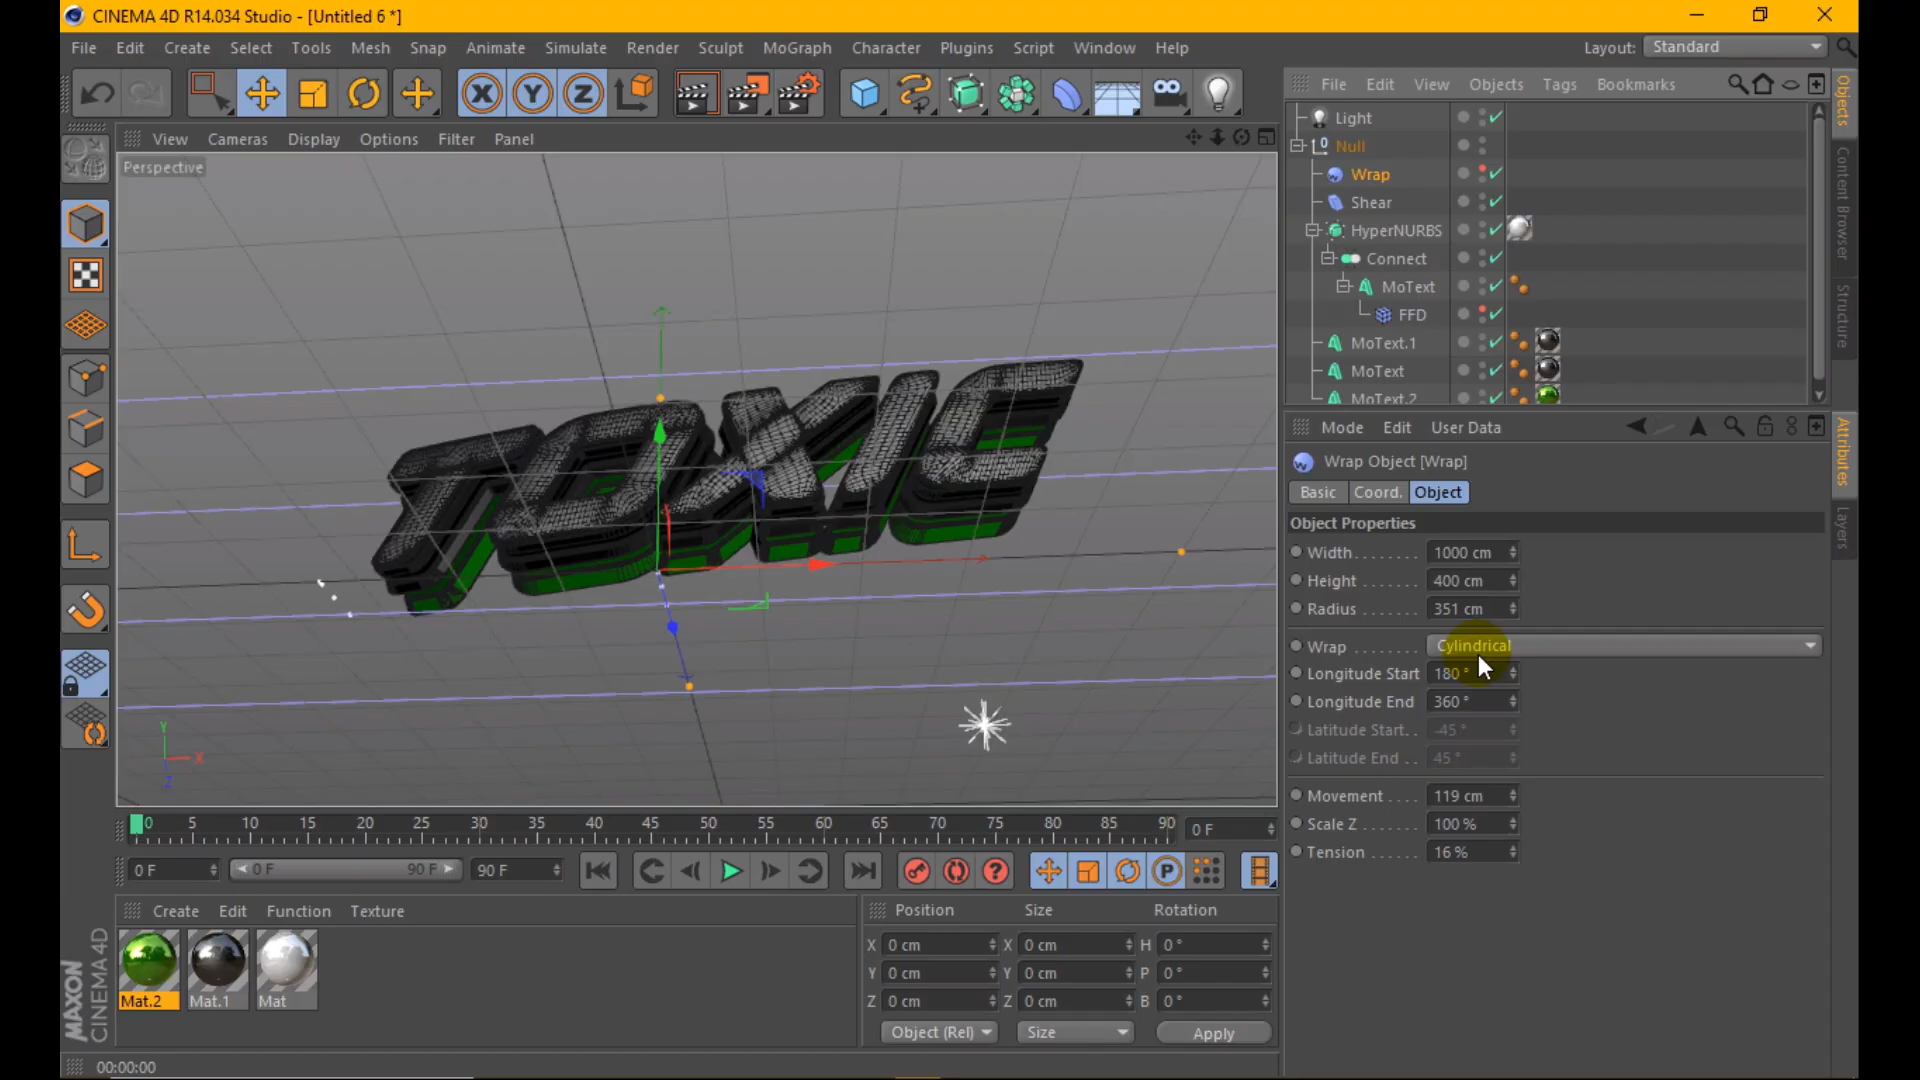 CINEMA 4D R14.034 Studio - [Untitled 6 *]
File Edit Create Select Tools Mesh Snap Animate Simulate Render Sculpt MoGraph Character Plugins Script Window Help
Layout: Standard
X Y Z
File Edit View Objects Tags Bookmarks
View Cameras Display Options Filter Panel
Perspective
TOXIC
Y
X
Z
Light
Null
Wrap
Shear
HyperNURBS
Connect
MoText
FFD
MoText.1
MoText
MoText.2
Objects
Content Browser
Structure
Mode Edit User Data
Wrap Object [Wrap]
Basic Coord. Object
Object Properties
Width 1000 cm
Height 400 cm
Radius 351 cm
Wrap Cylindrical
Longitude Start 180 °
Longitude End 360 °
Latitude Start -45 °
Latitude End 45 °
Movement 119 cm
Scale Z 100 %
Tension 16 %
Attributes
Layers
0 5 10 15 20 25 30 35 40 45 50 55 60 65 70 75 80 85 90 0 F
0 F 0 F 90 F 90 F P
Create Edit Function Texture
Mat.2 Mat.1 Mat
Position Size Rotation
X 0 cm X 0 cm H 0 °
Y 0 cm Y 0 cm P 0 °
Z 0 cm Z 0 cm B 0 °
Object (Rel) Size Apply
MAXON
CINEMA 4D
00:00:00